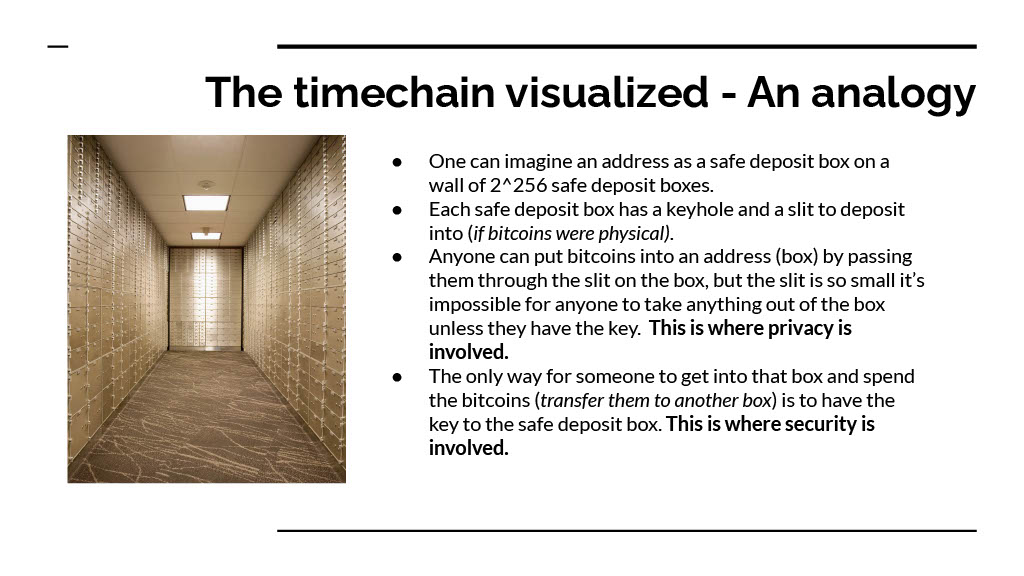 The timechain visualized - An analogy
● One can imagine an address as a safe deposit box on a
wall of 2^256 safe deposit boxes.
● Each safe deposit box has a keyhole and a slit to deposit
into (if bitcoins were physical).
● Anyone can put bitcoins into an address (box) by passing
them through the slit on the box, but the slit is so small it’s
impossible for anyone to take anything out of the box
unless they have the key. This is where privacy is
involved.
● The only way for someone to get into that box and spend
the bitcoins (transfer them to another box) is to have the
key to the safe deposit box. This is where security is
involved.